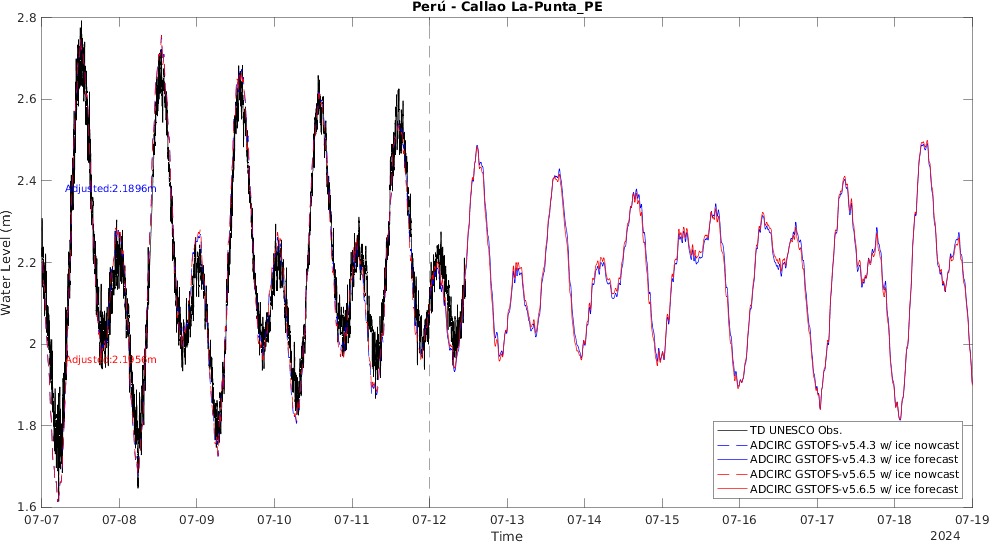 Perú - Callao La-Punta_PE
Water Level (m)
2.8
2.6
2.4
2.2
2
1.8
1.6
Adjusted:2.1896m
Adjusted:2.1956m
TD UNESCO Obs.
ADCIRC GSTOFS-v5.4.3 w/ ice nowcast
ADCIRC GSTOFS-v5.4.3 w/ ice forecast
ADCIRC GSTOFS-v5.6.5 w/ ice nowcast
ADCIRC GSTOFS-v5.6.5 w/ ice forecast
07-07 07-08 07-09 07-10 07-11 07-12 07-13 07-14 07-15 07-16 07-17 07-18 07-19
Time
2024